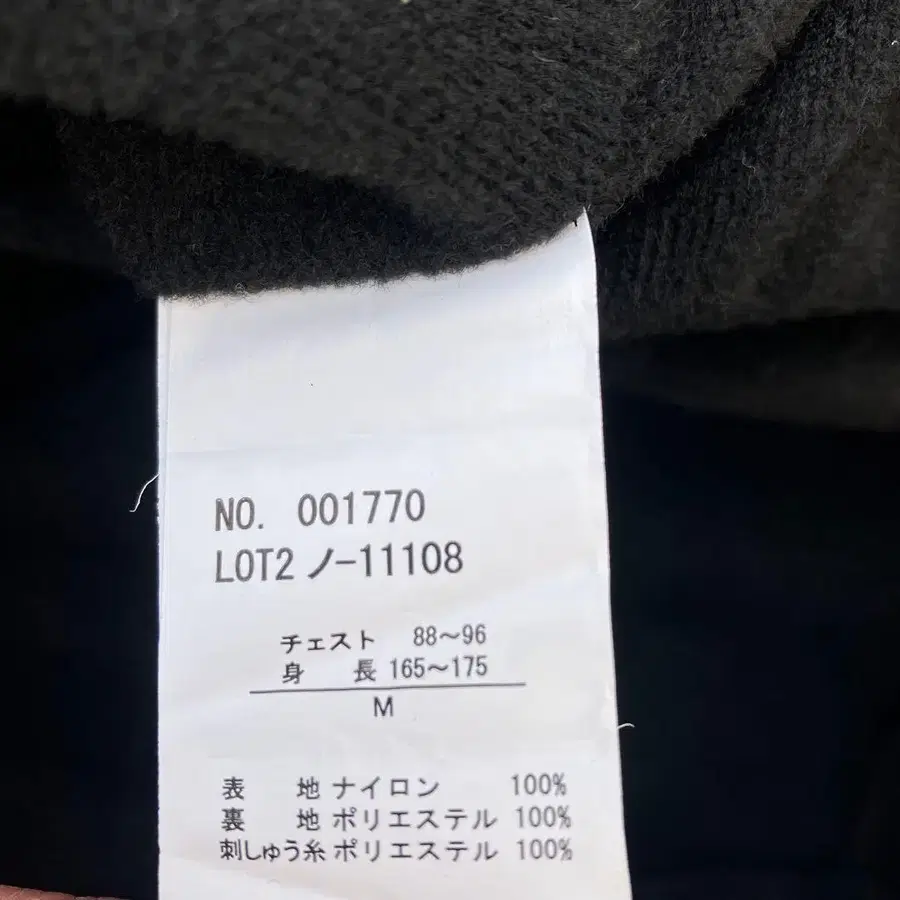 NO. 001770
LOT2 ノ-11108
チェスト 88〜96
身 長 165〜175
M
表 地 ナイロン 100%
裏 地 ポリエステル 100%
刺しゅう糸 ポリエステル 100%